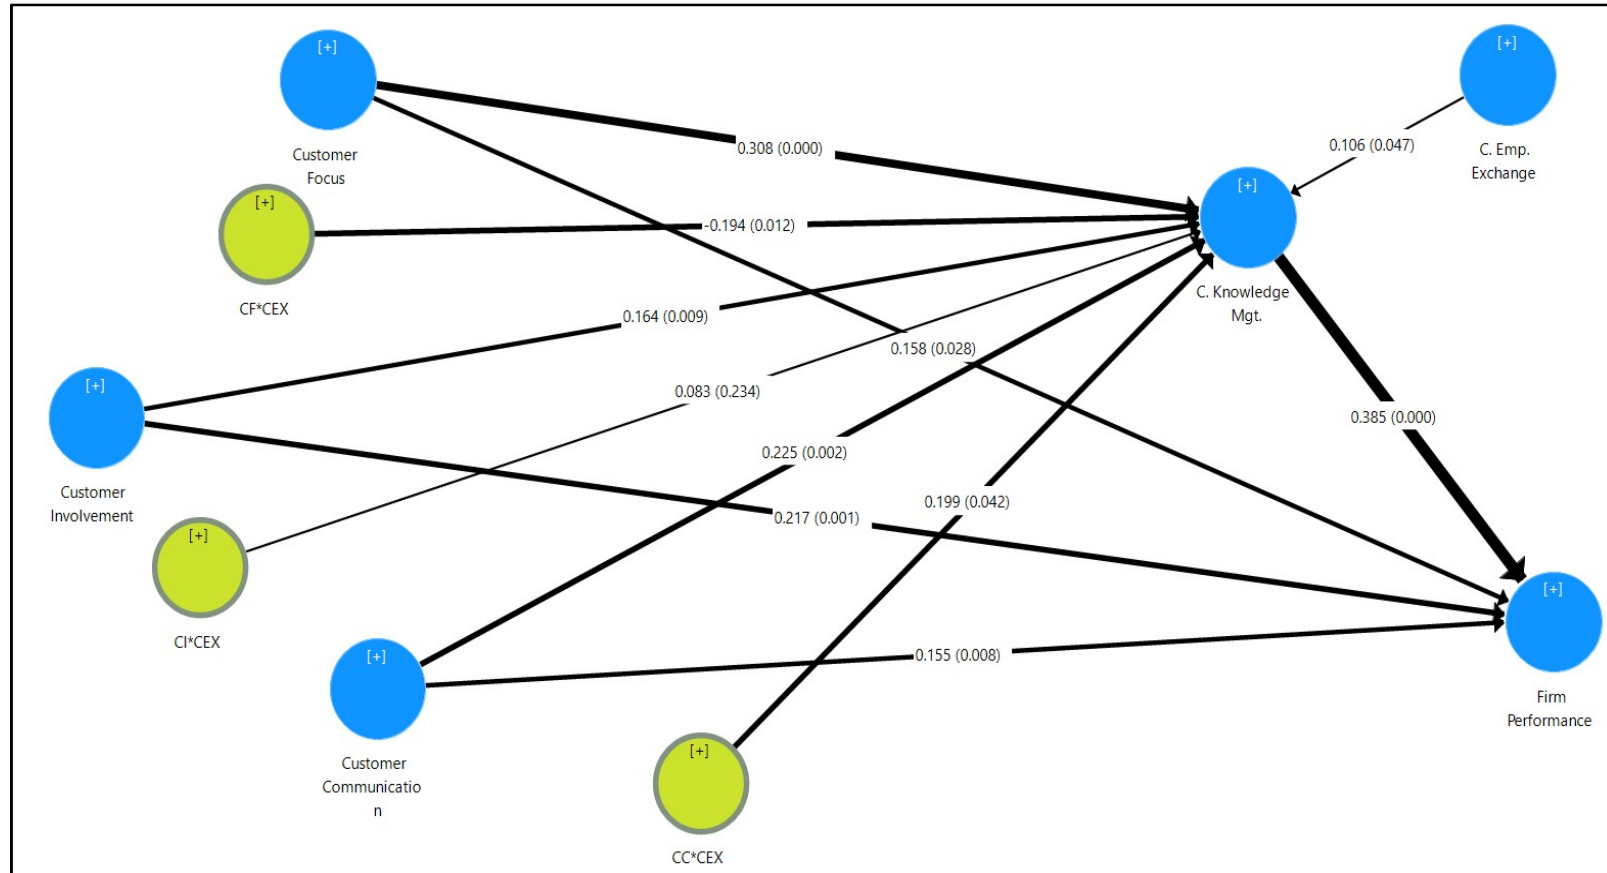 [+]
Customer
Focus
[+]
C. Emp.
Exchange
0.308 (0.000)
0.106 (0.047)
[+]
CF*CEX
-0.194 (0.012)
[+]
C. Knowledge
Mgt.
0.164 (0.009)
0.158 (0.028)
[+]
Customer
Involvement
0.083 (0.234)
0.385 (0.000)
0.225 (0.002)
0.199 (0.042)
0.217 (0.001)
[+]
CI*CEX
[+]
Firm
Performance
[+]
Customer
Communicatio
n
0.155 (0.008)
[+]
CC*CEX